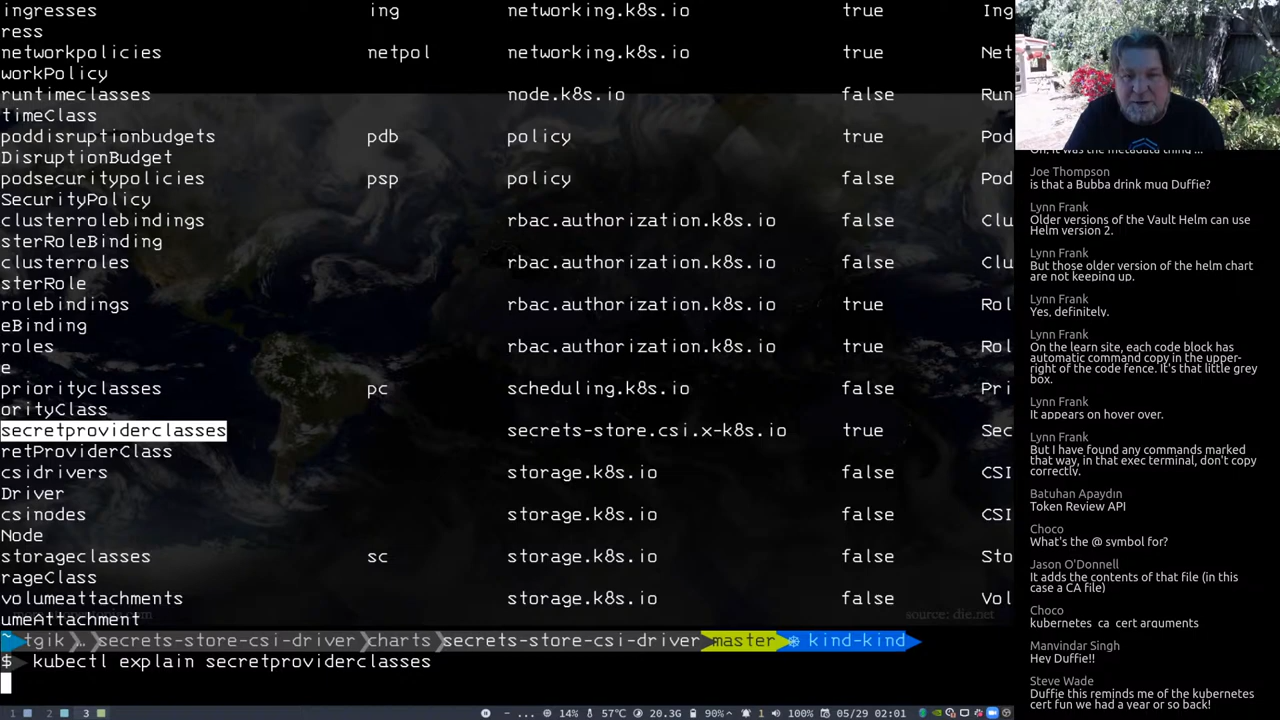 ingresses ing networking.k8s.io true Ing
ress
networkpolicies netpol networking.k8s.io true Net
workPolicy
runtimeclasses node.k8s.io false Run
timeClass
poddisruptionbudgets pdb policy true Pod
DisruptionBudget
podsecuritypolicies psp policy false Pod
SecurityPolicy
clusterrolebindings rbac.authorization.k8s.io false Clu
sterRoleBinding
clusterroles rbac.authorization.k8s.io false Clu
sterRole
rolebindings rbac.authorization.k8s.io true Rol
eBinding
roles rbac.authorization.k8s.io true Rol
e
priorityclasses pc scheduling.k8s.io false Pri
orityClass
secretproviderclasses secrets-store.csi.x-k8s.io true Sec
retProviderClass
csidrivers storage.k8s.io false CSI
Driver
csinodes storage.k8s.io false CSI
Node
storageclasses sc storage.k8s.io false Sto
rageClass
volumeattachments storage.k8s.io false Vol
umeAttachment
source: die.net
~ tgik … secrets-store-csi-driver charts secrets-store-csi-driver master ⎈ kind-kind
$ kubectl explain secretproviderclasses
1 2 3 – ... 14% 57°C 20.3G 90% 1 100% 05/29 02:01
Oh, it was the metadata thing ...
Joe Thompson
is that a Bubba drink mug Duffie?
Lynn Frank
Older versions of the Vault Helm can use
Helm version 2.
Lynn Frank
But those older version of the helm chart
are not keeping up.
Lynn Frank
Yes, definitely.
Lynn Frank
On the learn site, each code block has
automatic command copy in the upper-
right of the code fence. It's that little grey
box.
Lynn Frank
It appears on hover over.
Lynn Frank
But I have found any commands marked
that way, in that exec terminal, don't copy
correctly.
Batuhan Apaydın
Token Review API
Choco
What's the @ symbol for?
Jason O'Donnell
It adds the contents of that file (in this
case a CA file)
Choco
kubernetes_ca_cert arguments
Manvindar Singh
Hey Duffie!!
Steve Wade
Duffie this reminds me of the kubernetes
cert fun we had a year or so back!